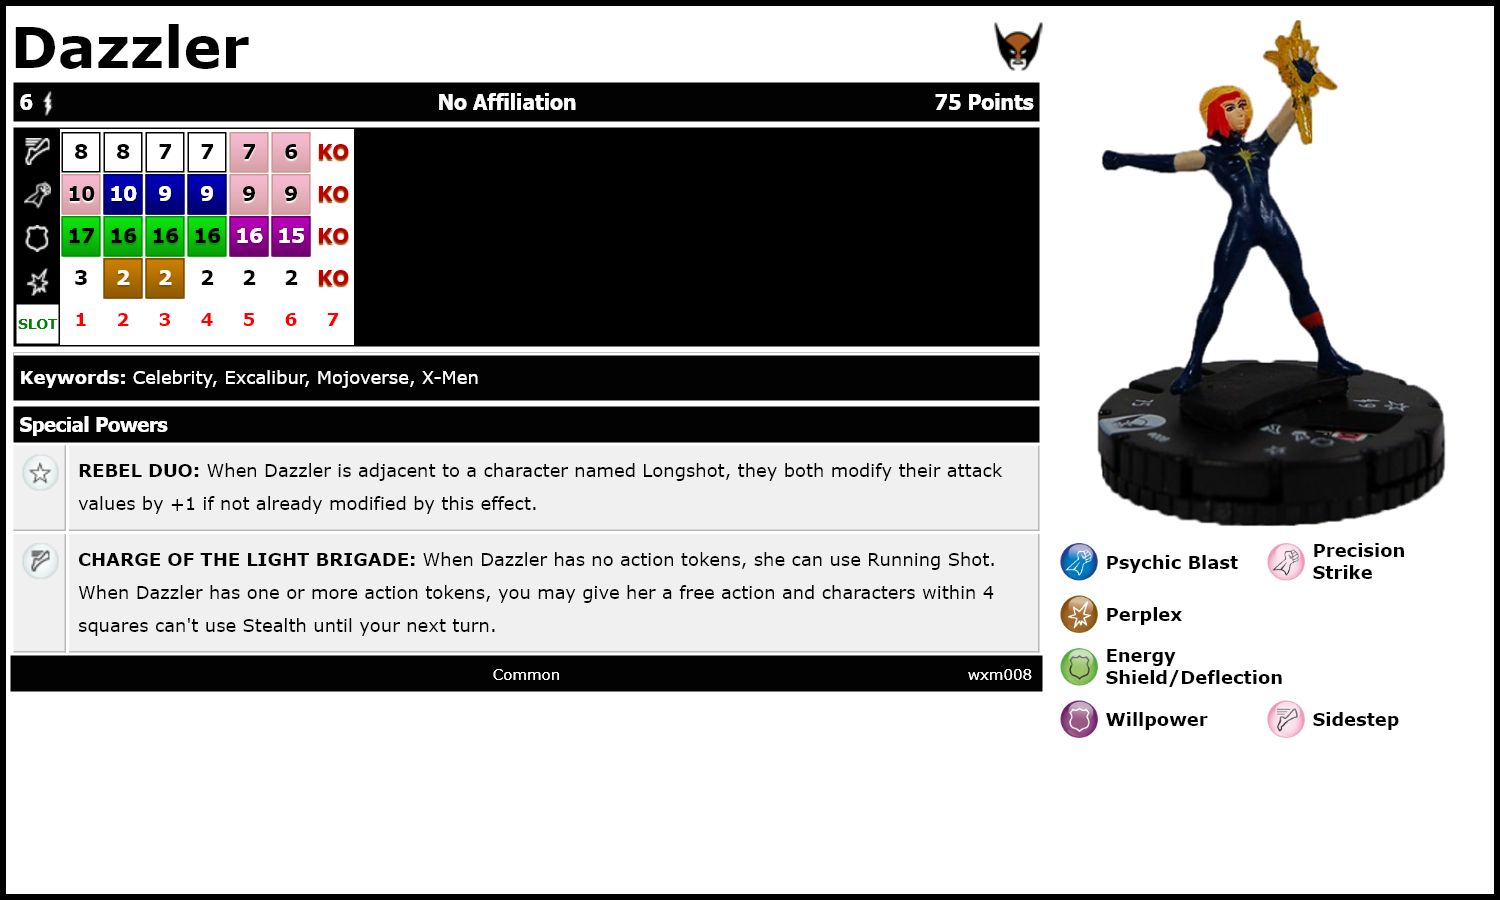 Dazzler
6 No Affiliation 75 Points
8 8 7 7 7 6 KO
10 10 9 9 9 9 KO
17 16 16 16 16 15 KO
3 2 2 2 2 2 KO
SLOT 1 2 3 4 5 6 7
Keywords: Celebrity, Excalibur, Mojoverse, X-Men
Special Powers
REBEL DUO: When Dazzler is adjacent to a character named Longshot, they both modify their attack
values by +1 if not already modified by this effect.
CHARGE OF THE LIGHT BRIGADE: When Dazzler has no action tokens, she can use Running Shot.
When Dazzler has one or more action tokens, you may give her a free action and characters within 4
squares can't use Stealth until your next turn.
Common wxm008
15
Psychic Blast
Precision
Strike
Perplex
Energy
Shield/Deflection
Willpower
Sidestep